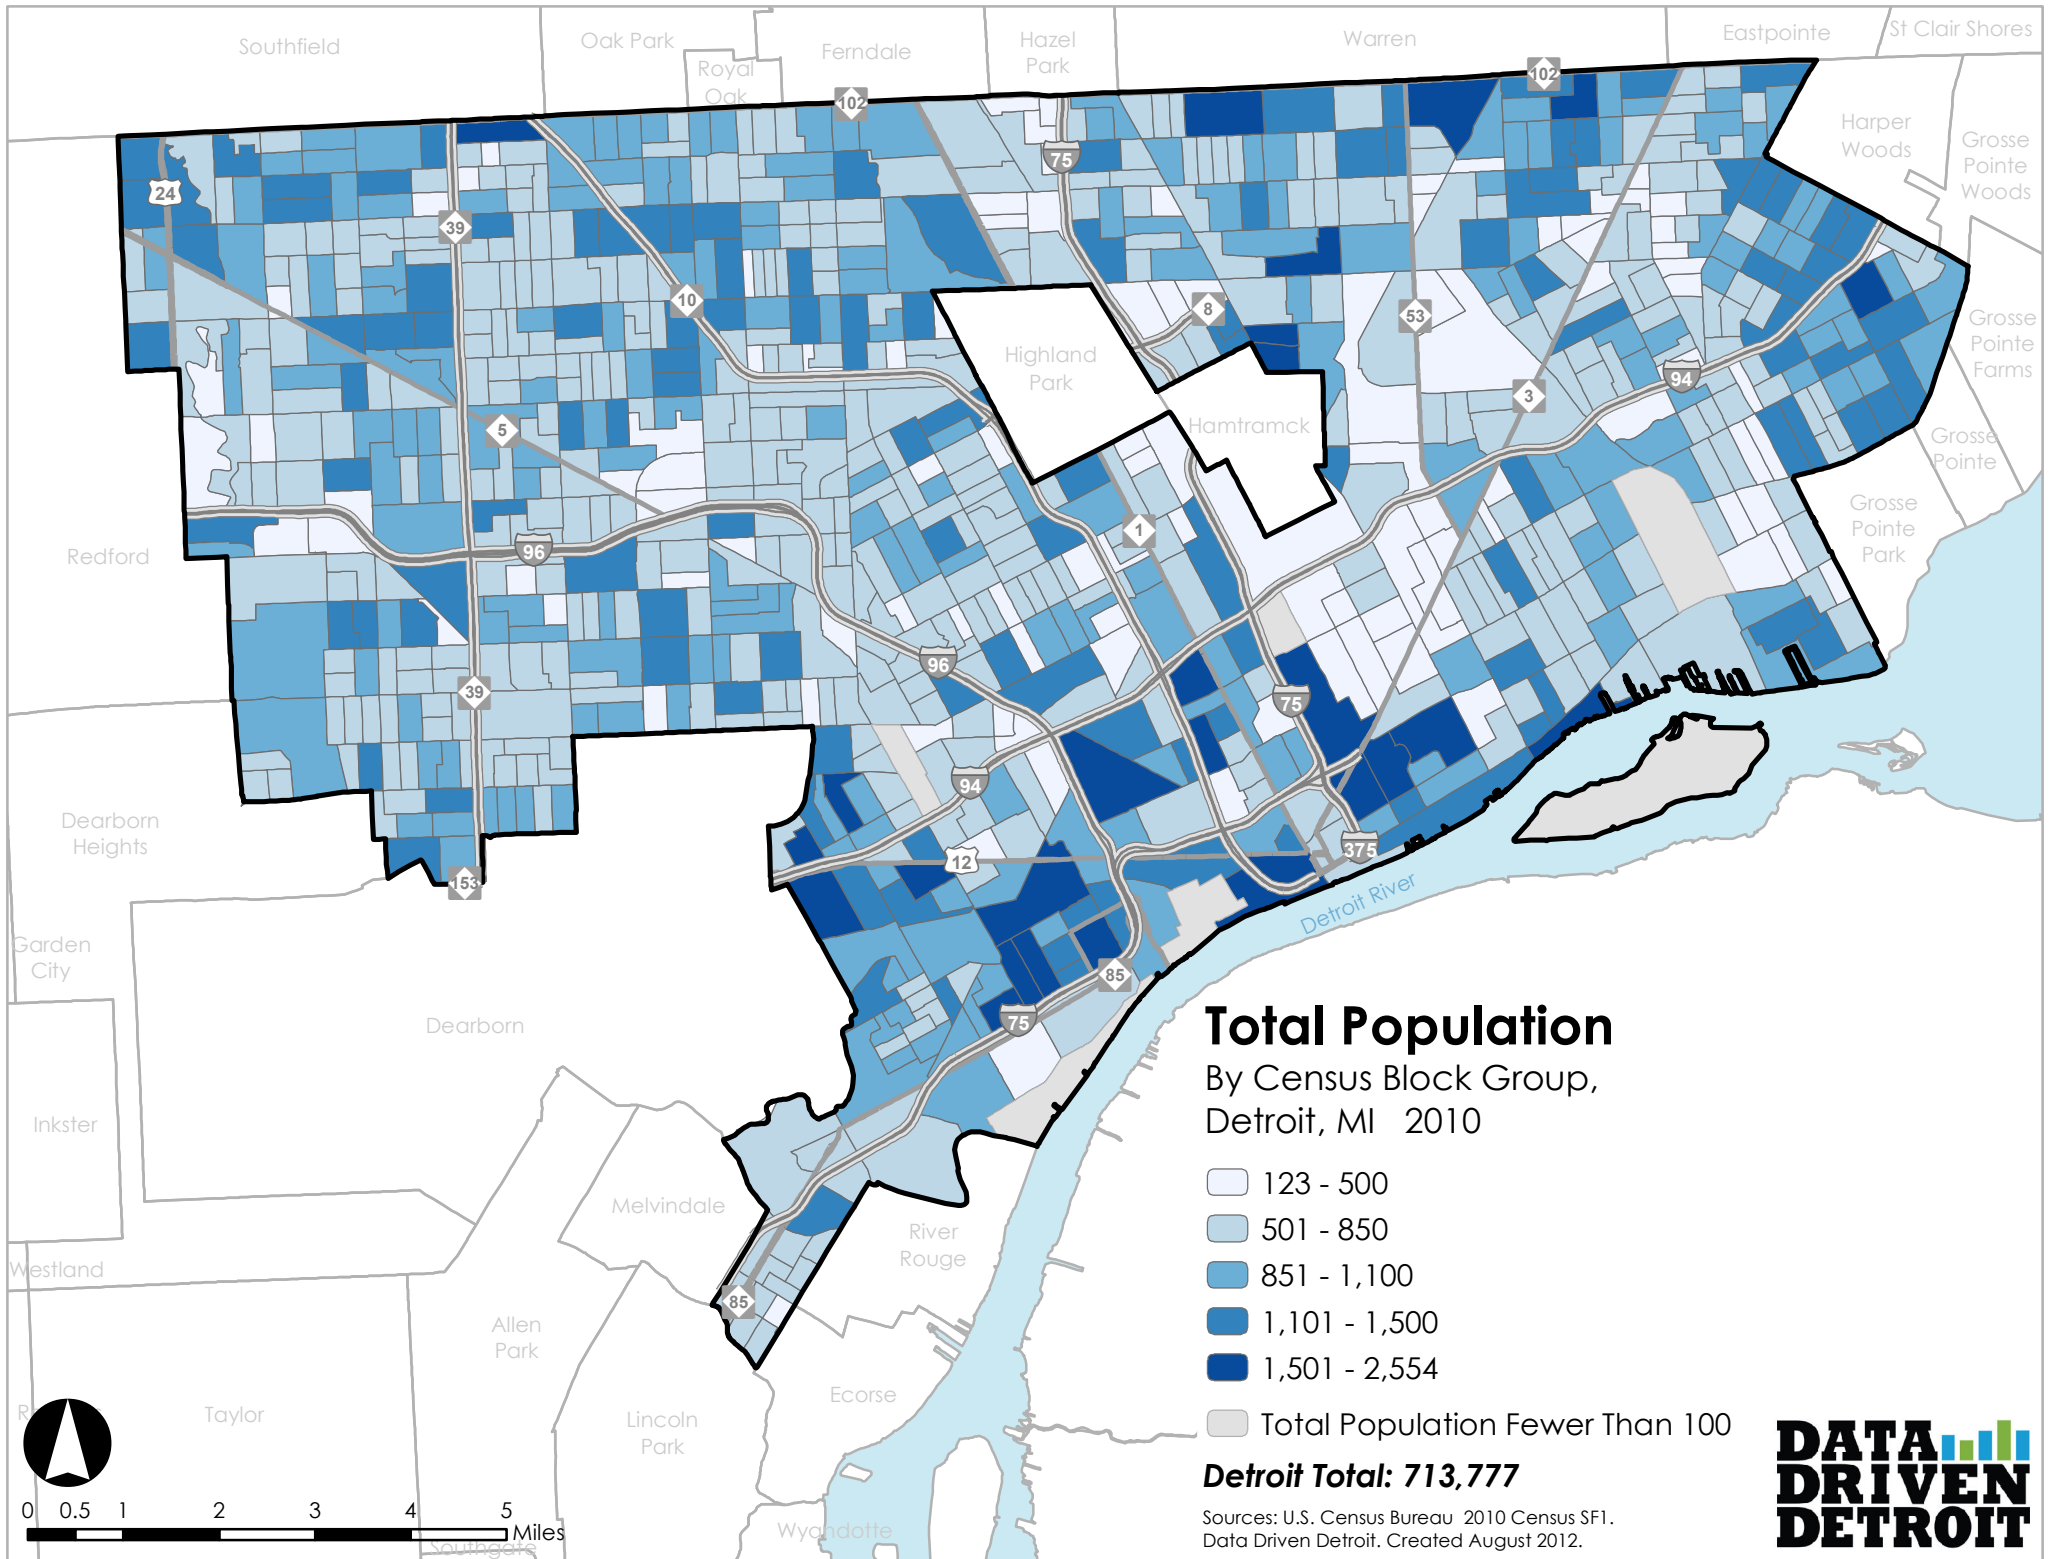 Southfield
Oak Park
Royal
Oak
Ferndale
Hazel
Park
Warren
Eastpointe
St Clair Shores
Harper
Woods
Grosse
Pointe
Woods
Grosse
Pointe
Farms
Grosse
Pointe
Grosse
Pointe
Park
Highland
Park
Hamtramck
Redford
Dearborn
Heights
Garden
City
Dearborn
Inkster
Westland
Melvindale
River
Rouge
Allen
Park
Taylor
Lincoln
Park
Ecorse
Wyandotte
Southgate
Detroit River
102
102
24
39
10
75
8
53
3
94
5
96
1
96
39
75
94
12
375
153
85
75
85
Total Population
By Census Block Group,
Detroit, MI 2010
123 - 500
501 - 850
851 - 1,100
1,101 - 1,500
1,501 - 2,554
Total Population Fewer Than 100
Detroit Total: 713,777
Sources: U.S. Census Bureau 2010 Census SF1.
Data Driven Detroit. Created August 2012.
0 0.5 1 2 3 4 5
Miles
DATA
DRIVEN
DETROIT